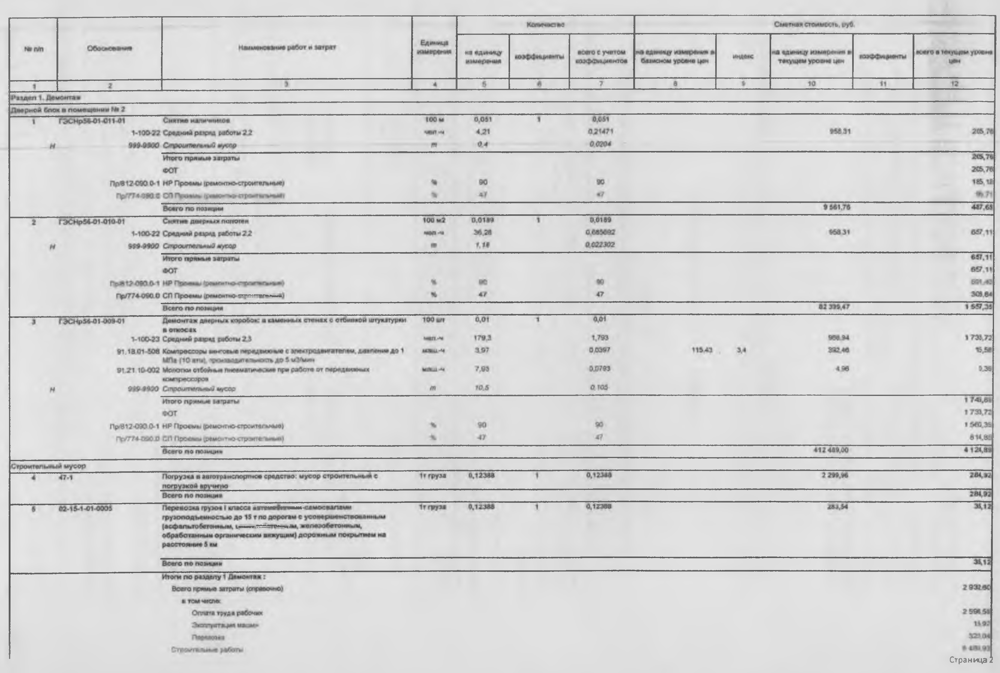 № п/п Обоснование Наименование работ и затрат Единица измерения Количество Сметная стоимость, руб.
на единицу измерения коэффициенты всего с учетом коэффициентов на единицу измерения в базисном уровне цен индекс на единицу измерения в текущем уровне цен коэффициенты всего в текущем уровне цен
1 2 3 4 5 6 7 8 9 10 11 12
Раздел 1. Демонтаж
Дверной блок в помещении № 2
1 ГЭСНр56-01-011-01 Снятие наличников 100 м 0,051 1 0,051
1-100-22 Средний разряд работы 2,2 чел.-ч 4,21 0,21471 958,31 205,76
Н 999-9900 Строительный мусор т 0,4 0,0204
Итого прямые затраты 205,76
ФОТ 205,76
Пр/812-090.0-1 НР Проемы (ремонтно-строительные) % 90 90 185,18
Пр/774-090.0 СП Проемы (ремонтно-строительные) % 47 47 96,71
Всего по позиции 9 561,76 487,65
2 ГЭСНр56-01-010-01 Снятие дверных полотен 100 м2 0,0189 1 0,0189
1-100-22 Средний разряд работы 2,2 чел.-ч 36,28 0,685692 958,31 657,11
Н 999-9900 Строительный мусор т 1,18 0,022302
Итого прямые затраты 657,11
ФОТ 657,11
Пр/812-090.0-1 НР Проемы (ремонтно-строительные) % 90 90 591,40
Пр/774-090.0 СП Проемы (ремонтно-строительные) % 47 47 308,84
Всего по позиции 82 399,47 1 557,35
3 ГЭСНр56-01-009-01 Демонтаж дверных коробок: в каменных стенах с отбивкой штукатурки 100 шт 0,01 1 0,01
в откосах
1-100-23 Средний разряд работы 2,3 чел.-ч 179,3 1,793 966,94 1 733,72
91.18.01-508 Компрессоры винтовые передвижные с электродвигателем, давление до 1 маш.-ч 3,97 0,0397 115,43 3,4 392,46 15,58
МПа (10 атм), производительность до 5 м3/мин
91.21.10-002 Молотки отбойные пневматические при работе от передвижных маш.-ч 7,93 0,0793 4,96 0,39
компрессоров
Н 999-9900 Строительный мусор т 10,5 0,105
Итого прямые затраты 1 749,69
ФОТ 1 733,72
Пр/812-090.0-1 НР Проемы (ремонтно-строительные) % 90 90 1 560,35
Пр/774-090.0 СП Проемы (ремонтно-строительные) % 47 47 814,85
Всего по позиции 412 489,00 4 124,89
Строительный мусор
4 47-1 Погрузка в автотранспортное средство: мусор строительный с 1т груза 0,12388 1 0,12388 2 299,96 284,92
погрузкой вручную
Всего по позиции 284,92
5 02-15-1-01-0005 Перевозка грузов I класса автомобилями-самосвалами 1т груза 0,12388 1 0,12388 283,54 35,12
грузоподъемностью до 15 т по дорогам с усовершенствованным
(асфальтобетонным, цементобетонным, железобетонным,
обработанным органическим вяжущим) дорожным покрытием на
расстояние 5 км
Всего по позиции 35,12
Итоги по разделу 1 Демонтаж :
Всего прямые затраты (справочно) 2 932,60
в том числе:
Оплата труда рабочих 2 596,59
Эксплуатация машин 15,97
Перевозка 320,04
Строительные работы 6 489,93
Страница 2